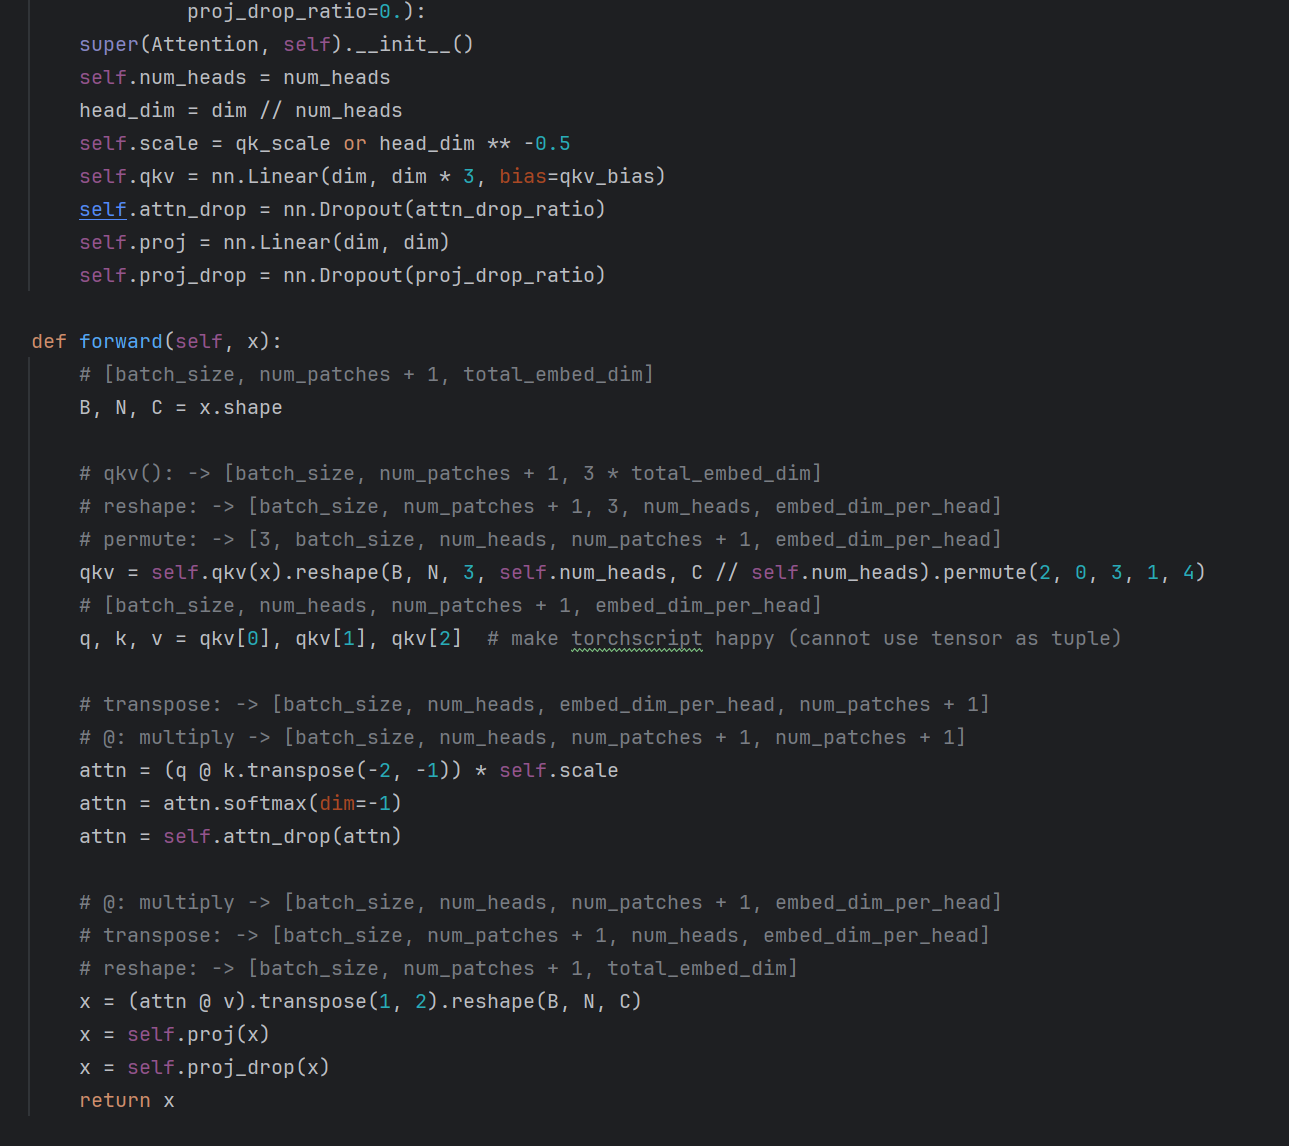 proj_drop_ratio=0.):
super(Attention, self).__init__()
self.num_heads = num_heads
head_dim = dim // num_heads
self.scale = qk_scale or head_dim ** -0.5
self.qkv = nn.Linear(dim, dim * 3, bias=qkv_bias)
self.attn_drop = nn.Dropout(attn_drop_ratio)
self.proj = nn.Linear(dim, dim)
self.proj_drop = nn.Dropout(proj_drop_ratio)
def forward(self, x):
# [batch_size, num_patches + 1, total_embed_dim]
B, N, C = x.shape
# qkv(): -> [batch_size, num_patches + 1, 3 * total_embed_dim]
# reshape: -> [batch_size, num_patches + 1, 3, num_heads, embed_dim_per_head]
# permute: -> [3, batch_size, num_heads, num_patches + 1, embed_dim_per_head]
qkv = self.qkv(x).reshape(B, N, 3, self.num_heads, C // self.num_heads).permute(2, 0, 3, 1, 4)
# [batch_size, num_heads, num_patches + 1, embed_dim_per_head]
q, k, v = qkv[0], qkv[1], qkv[2]  # make torchscript happy (cannot use tensor as tuple)
# transpose: -> [batch_size, num_heads, embed_dim_per_head, num_patches + 1]
# @: multiply -> [batch_size, num_heads, num_patches + 1, num_patches + 1]
attn = (q @ k.transpose(-2, -1)) * self.scale
attn = attn.softmax(dim=-1)
attn = self.attn_drop(attn)
# @: multiply -> [batch_size, num_heads, num_patches + 1, embed_dim_per_head]
# transpose: -> [batch_size, num_patches + 1, num_heads, embed_dim_per_head]
# reshape: -> [batch_size, num_patches + 1, total_embed_dim]
x = (attn @ v).transpose(1, 2).reshape(B, N, C)
x = self.proj(x)
x = self.proj_drop(x)
return x